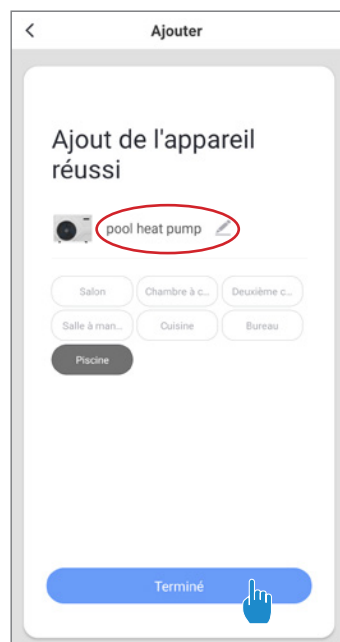 Ajouter
Ajout de l'appareil
réussi
pool heat pump
Salon Chambre à c... Deuxième c...
Salle à man... Cuisine Bureau
Piscine
Terminé